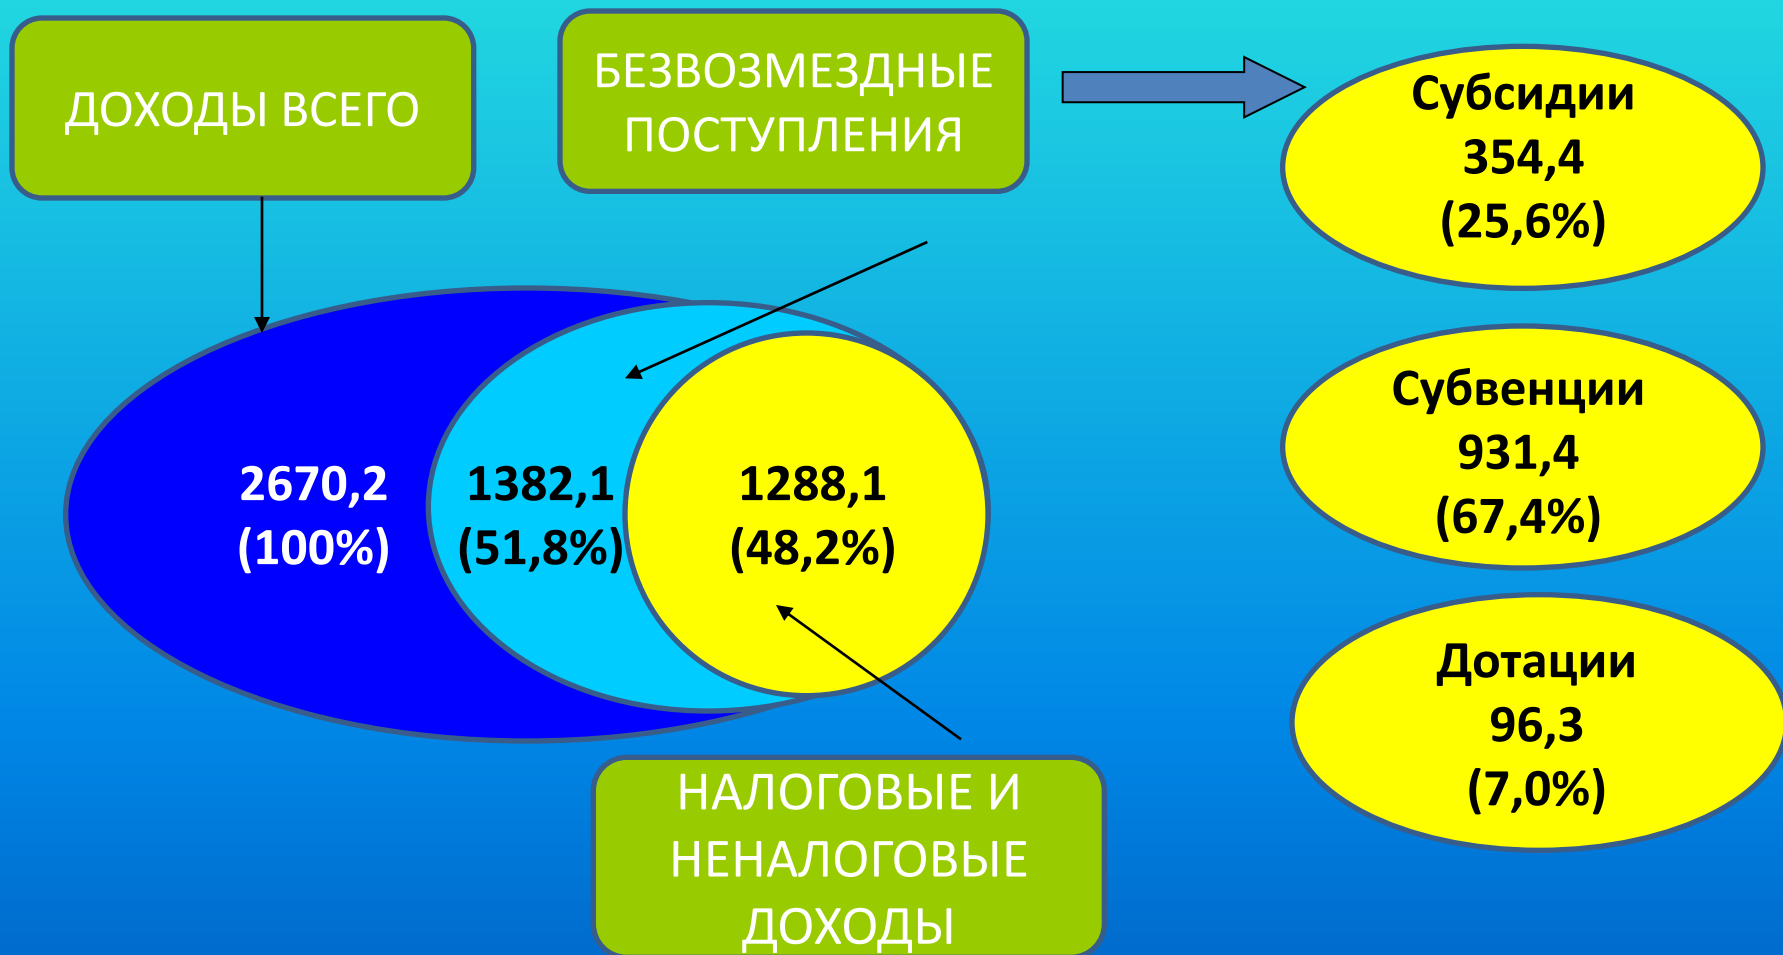 ДОХОДЫ ВСЕГО
БЕЗВОЗМЕЗДНЫЕ
ПОСТУПЛЕНИЯ
Субсидии
354,4
(25,6%)
2670,2
(100%)
1382,1
(51,8%)
1288,1
(48,2%)
Субвенции
931,4
(67,4%)
Дотации
96,3
(7,0%)
НАЛОГОВЫЕ И
НЕНАЛОГОВЫЕ
ДОХОДЫ